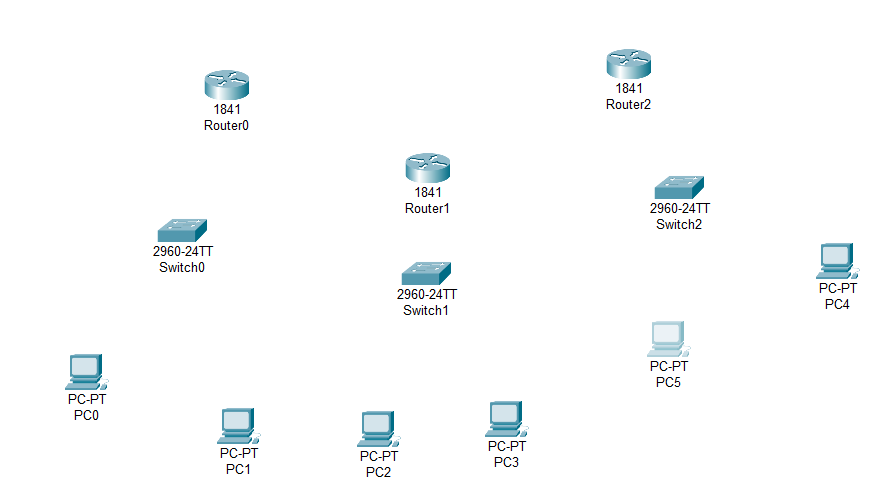 1841
Router0
1841
Router2
1841
Router1
2960-24TT
Switch0
2960-24TT
Switch2
2960-24TT
Switch1
PC-PT
PC4
PC-PT
PC5
PC-PT
PC0
PC-PT
PC1
PC-PT
PC2
PC-PT
PC3